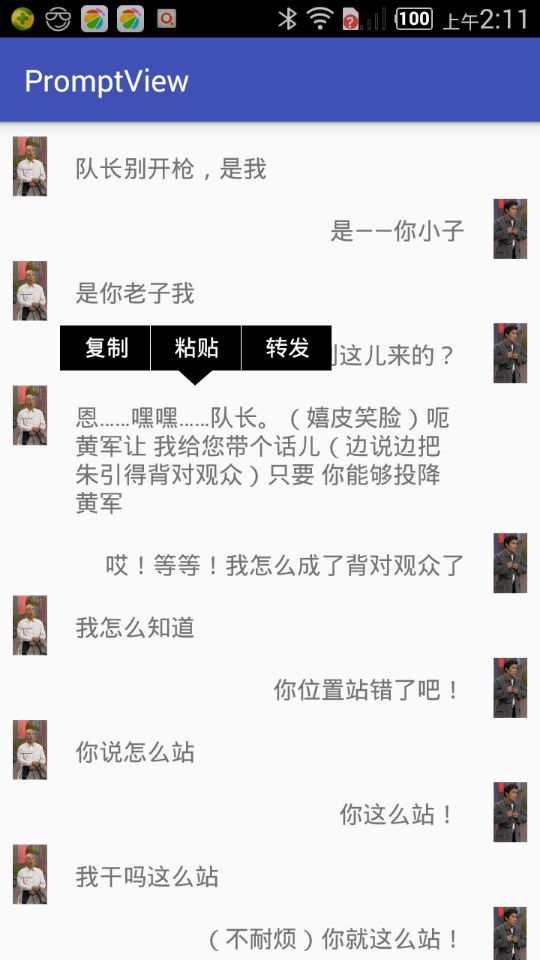 100 上午2:11
PromptView
队长别开枪，是我
是——你小子
是你老子我
复制 粘贴 转发
这儿来的？
恩……嘿嘿……队长。（嬉皮笑脸）呃
黄军让 我给您带个话儿（边说边把
朱引得背对观众）只要 你能够投降
黄军
哎！等等！我怎么成了背对观众了
我怎么知道
你位置站错了吧！
你说怎么站
你这么站！
我干吗这么站
（不耐烦）你就这么站！